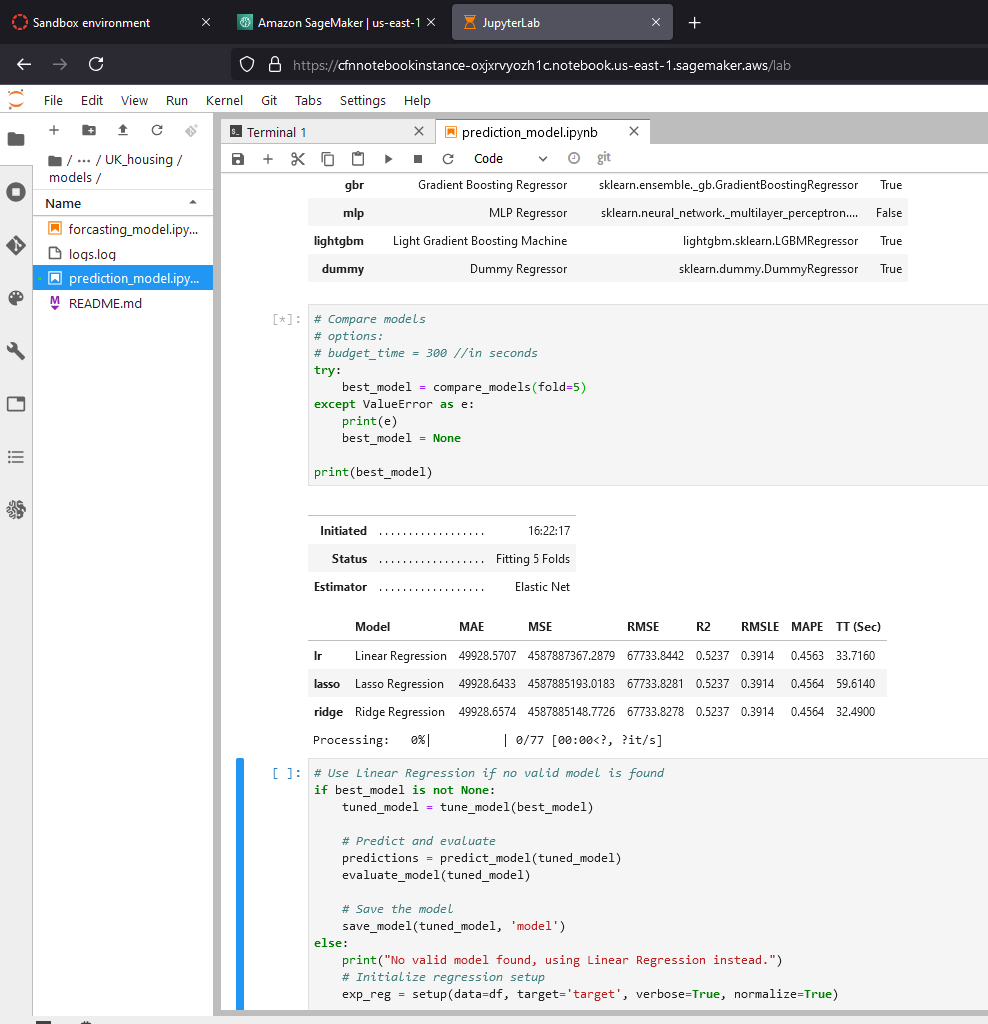 Sandbox environment
Amazon SageMaker | us-east-1
JupyterLab
https://cfnnotebookinstance-oxjxrvyozh1c.notebook.us-east-1.sagemaker.aws/lab
File Edit View Run Kernel Git Tabs Settings Help
/ ... / UK_housing /
models /
Name
forcasting_model.ipy...
logs.log
prediction_model.ipy...
README.md
Terminal 1
prediction_model.ipynb
Code
git
gbr Gradient Boosting Regressor sklearn.ensemble._gb.GradientBoostingRegressor True
mlp MLP Regressor sklearn.neural_network._multilayer_perceptron.... False
lightgbm Light Gradient Boosting Machine lightgbm.sklearn.LGBMRegressor True
dummy Dummy Regressor sklearn.dummy.DummyRegressor True
[*]: # Compare models
# options:
# budget_time = 300 //in seconds
try:
best_model = compare_models(fold=5)
except ValueError as e:
print(e)
best_model = None
print(best_model)
Initiated .................. 16:22:17
Status .................. Fitting 5 Folds
Estimator .................. Elastic Net
Model MAE MSE RMSE R2 RMSLE MAPE TT (Sec)
lr Linear Regression 49928.5707 4587887367.2879 67733.8442 0.5237 0.3914 0.4563 33.7160
lasso Lasso Regression 49928.6433 4587885193.0183 67733.8281 0.5237 0.3914 0.4564 59.6140
ridge Ridge Regression 49928.6574 4587885148.7726 67733.8278 0.5237 0.3914 0.4564 32.4900
Processing: 0%| | 0/77 [00:00<?, ?it/s]
[ ]: # Use Linear Regression if no valid model is found
if best_model is not None:
tuned_model = tune_model(best_model)
# Predict and evaluate
predictions = predict_model(tuned_model)
evaluate_model(tuned_model)
# Save the model
save_model(tuned_model, 'model')
else:
print("No valid model found, using Linear Regression instead.")
# Initialize regression setup
exp_reg = setup(data=df, target='target', verbose=True, normalize=True)